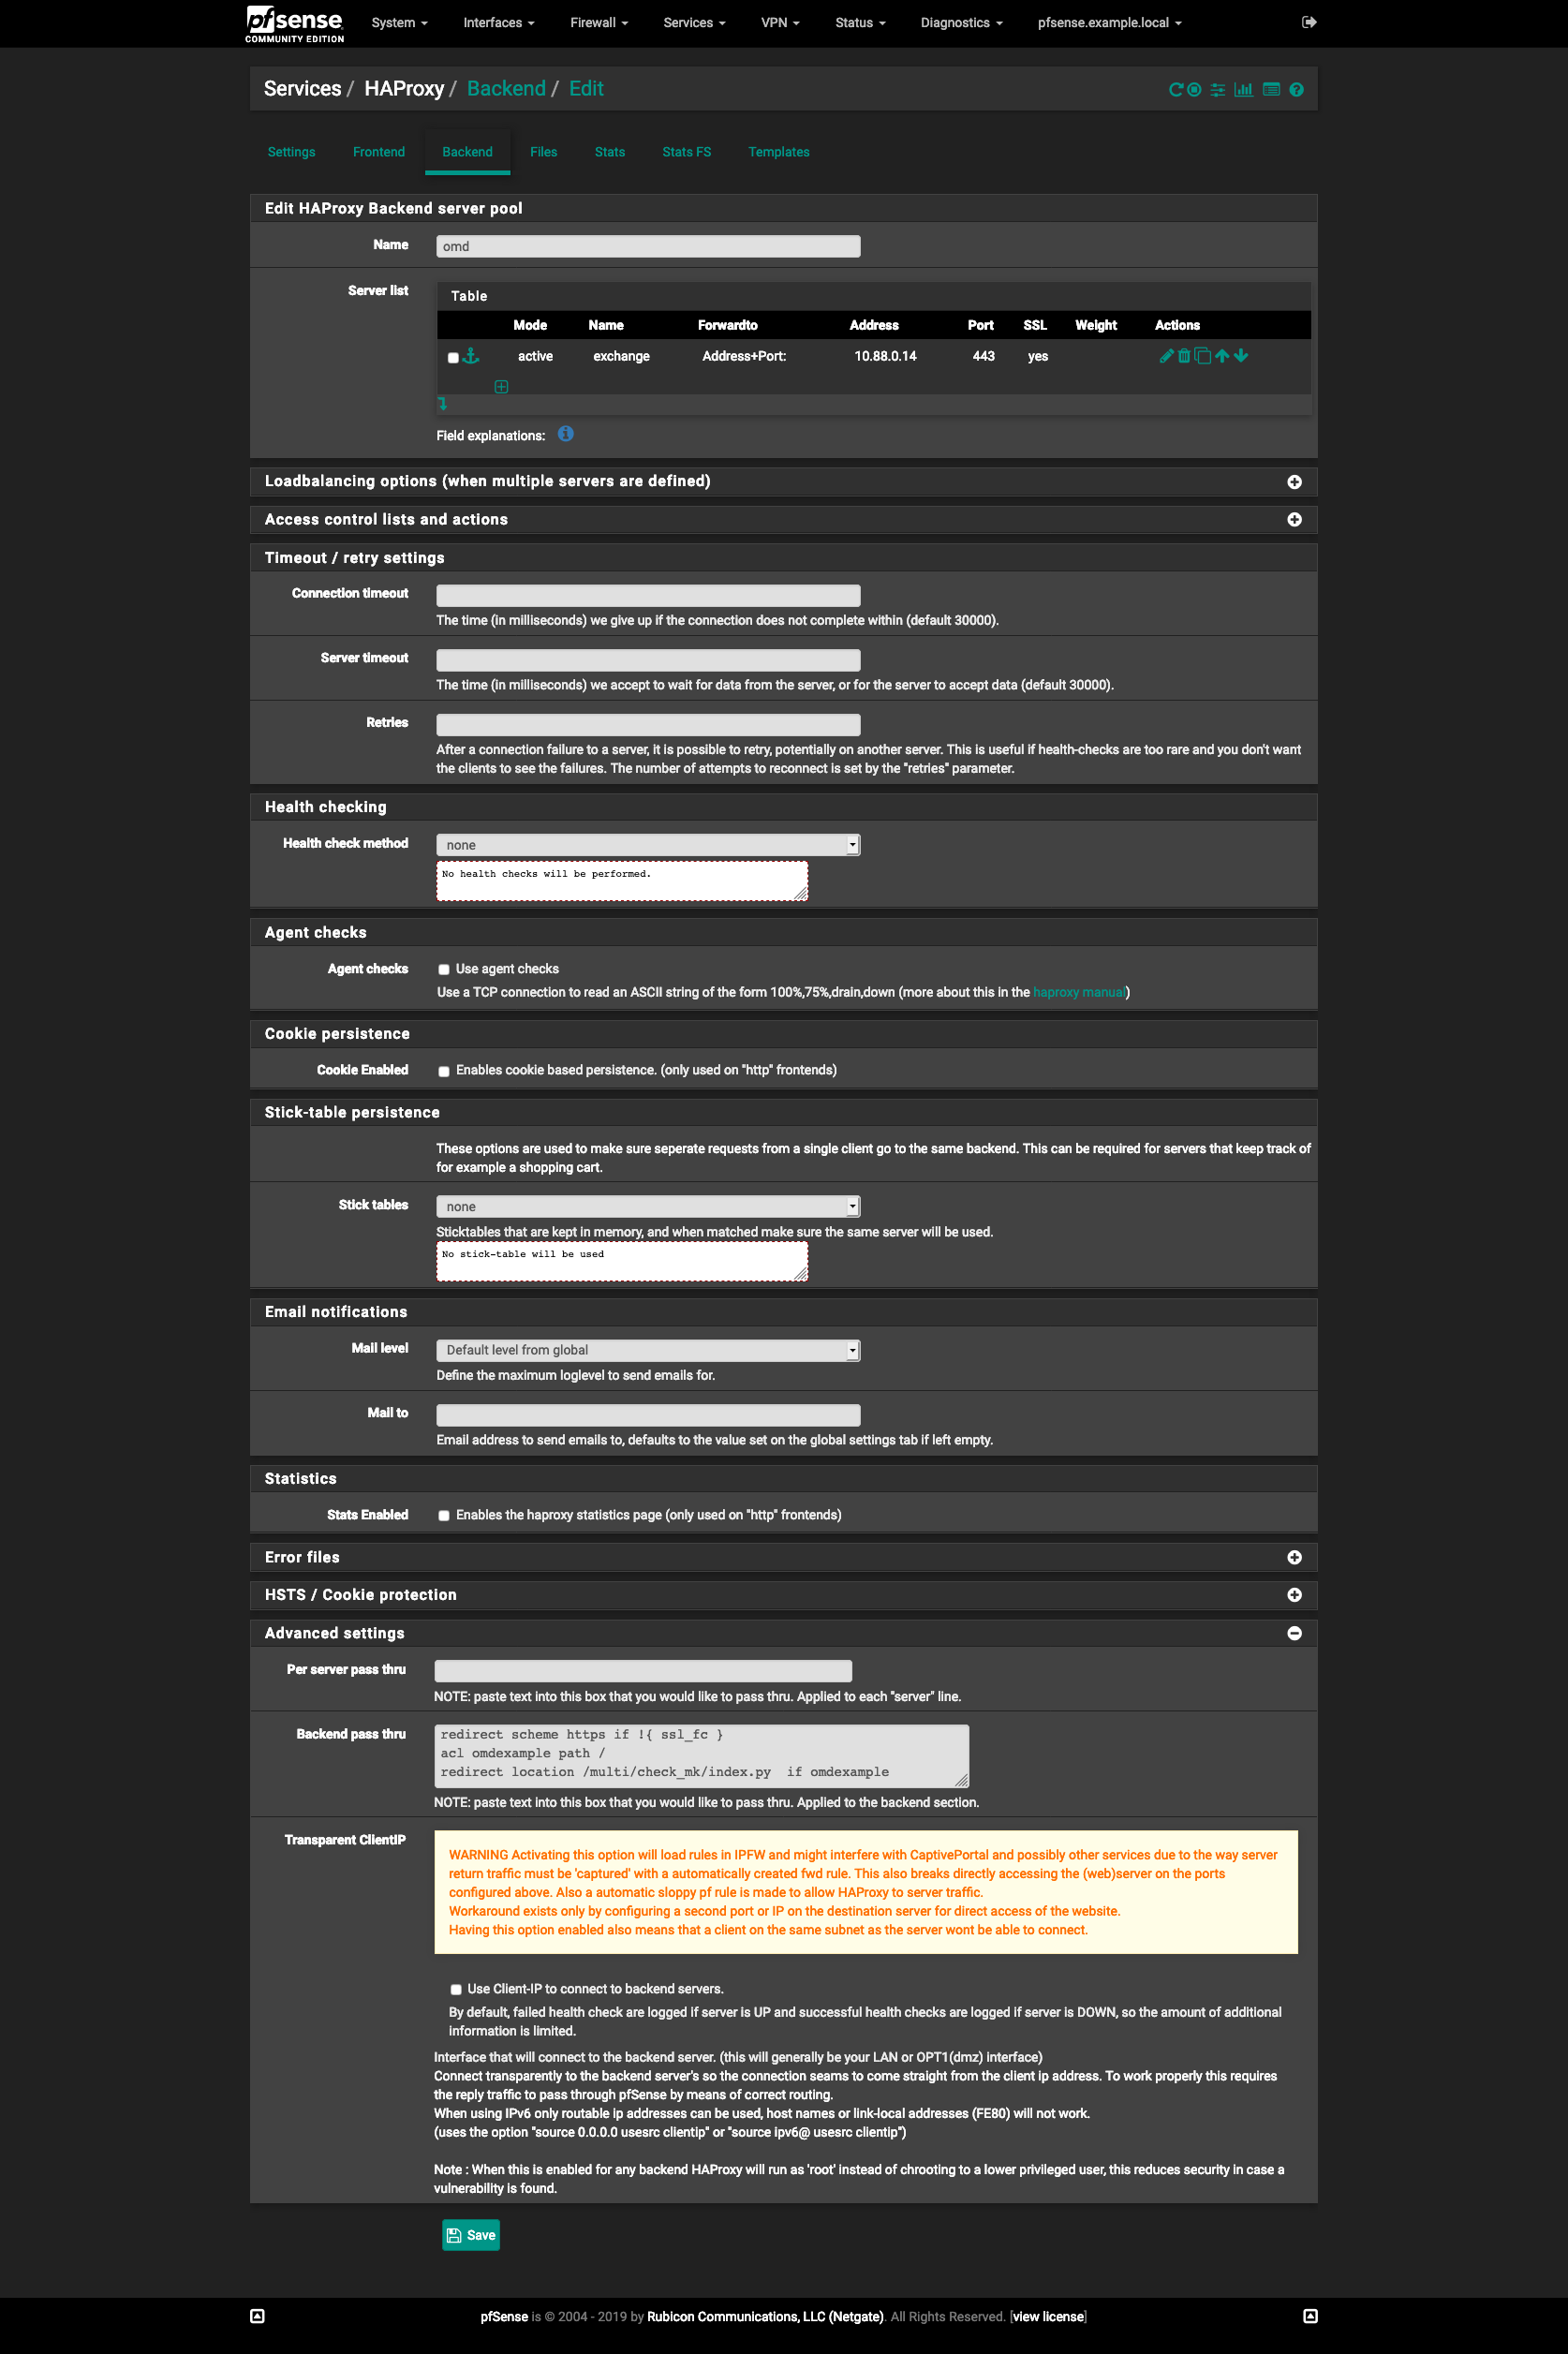 pfsense
COMMUNITY EDITION
System Interfaces Firewall Services VPN Status Diagnostics pfsense.example.local
Services / HAProxy / Backend / Edit
Settings Frontend Backend Files Stats Stats FS Templates
Edit HAProxy Backend server pool
Name omd
Server list
Table
Mode Name Forwardto Address Port SSL Weight Actions
active exchange Address+Port: 10.88.0.14 443 yes
Field explanations:
Loadbalancing options (when multiple servers are defined)
Access control lists and actions
Timeout / retry settings
Connection timeout
The time (in milliseconds) we give up if the connection does not complete within (default 30000).
Server timeout
The time (in milliseconds) we accept to wait for data from the server, or for the server to accept data (default 30000).
Retries
After a connection failure to a server, it is possible to retry, potentially on another server. This is useful if health-checks are too rare and you don't want
the clients to see the failures. The number of attempts to reconnect is set by the "retries" parameter.
Health checking
Health check method none
No health checks will be performed.
Agent checks
Agent checks Use agent checks
Use a TCP connection to read an ASCII string of the form 100%,75%,drain,down (more about this in the haproxy manual)
Cookie persistence
Cookie Enabled Enables cookie based persistence. (only used on "http" frontends)
Stick-table persistence
These options are used to make sure seperate requests from a single client go to the same backend. This can be required for servers that keep track of
for example a shopping cart.
Stick tables none
Sticktables that are kept in memory, and when matched make sure the same server will be used.
No stick-table will be used
Email notifications
Mail level Default level from global
Define the maximum loglevel to send emails for.
Mail to
Email address to send emails to, defaults to the value set on the global settings tab if left empty.
Statistics
Stats Enabled Enables the haproxy statistics page (only used on "http" frontends)
Error files
HSTS / Cookie protection
Advanced settings
Per server pass thru
NOTE: paste text into this box that you would like to pass thru. Applied to each "server" line.
Backend pass thru redirect scheme https if !{ ssl_fc }
acl omdexample path /
redirect location /multi/check_mk/index.py  if omdexample
NOTE: paste text into this box that you would like to pass thru. Applied to the backend section.
Transparent ClientIP
WARNING Activating this option will load rules in IPFW and might interfere with CaptivePortal and possibly other services due to the way server
return traffic must be 'captured' with a automatically created fwd rule. This also breaks directly accessing the (web)server on the ports
configured above. Also a automatic sloppy pf rule is made to allow HAProxy to server traffic.
Workaround exists only by configuring a second port or IP on the destination server for direct access of the website.
Having this option enabled also means that a client on the same subnet as the server wont be able to connect.
Use Client-IP to connect to backend servers.
By default, failed health check are logged if server is UP and successful health checks are logged if server is DOWN, so the amount of additional
information is limited.
Interface that will connect to the backend server. (this will generally be your LAN or OPT1(dmz) interface)
Connect transparently to the backend server's so the connection seams to come straight from the client ip address. To work properly this requires
the reply traffic to pass through pfSense by means of correct routing.
When using IPv6 only routable ip addresses can be used, host names or link-local addresses (FE80) will not work.
(uses the option "source 0.0.0.0 usesrc clientip" or "source ipv6@ usesrc clientip")
Note : When this is enabled for any backend HAProxy will run as 'root' instead of chrooting to a lower privileged user, this reduces security in case a
vulnerability is found.
Save
pfSense is © 2004 - 2019 by Rubicon Communications, LLC (Netgate). All Rights Reserved. [view license]